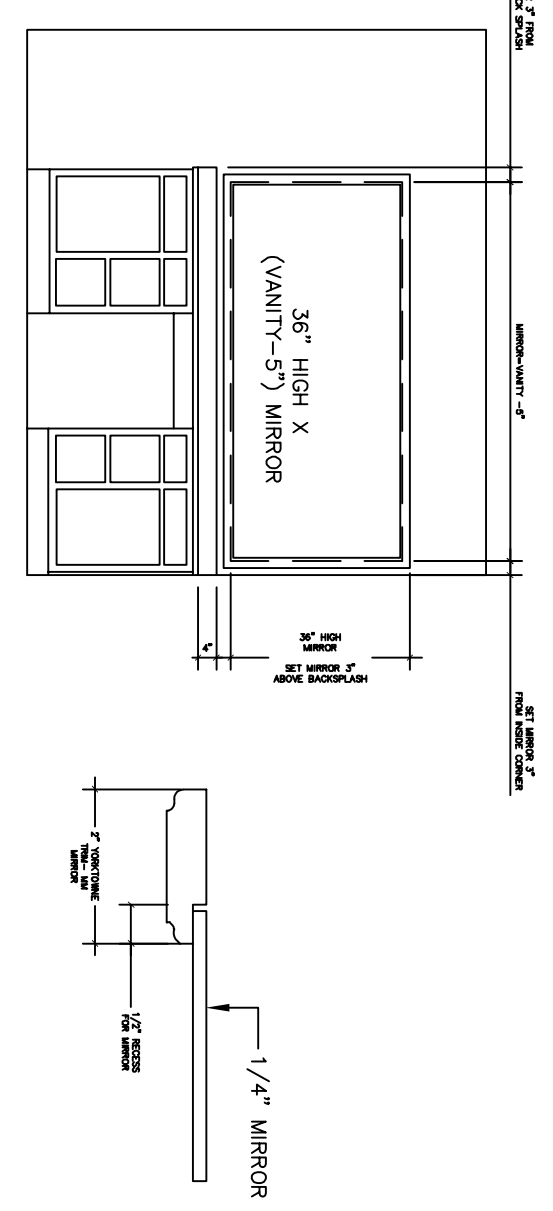 3" FROM
SPLASH
MIRROR=VANITY -5"
SET MIRROR 3"
FROM INSIDE CORNER
36" HIGH X
(VANITY-5") MIRROR
4"
36" HIGH
MIRROR
SET MIRROR 3"
ABOVE BACKSPLASH
2" YORKTOWNE
TRIM- MM
MIRROR
1/2" RECESS
FOR MIRROR
1/4" MIRROR